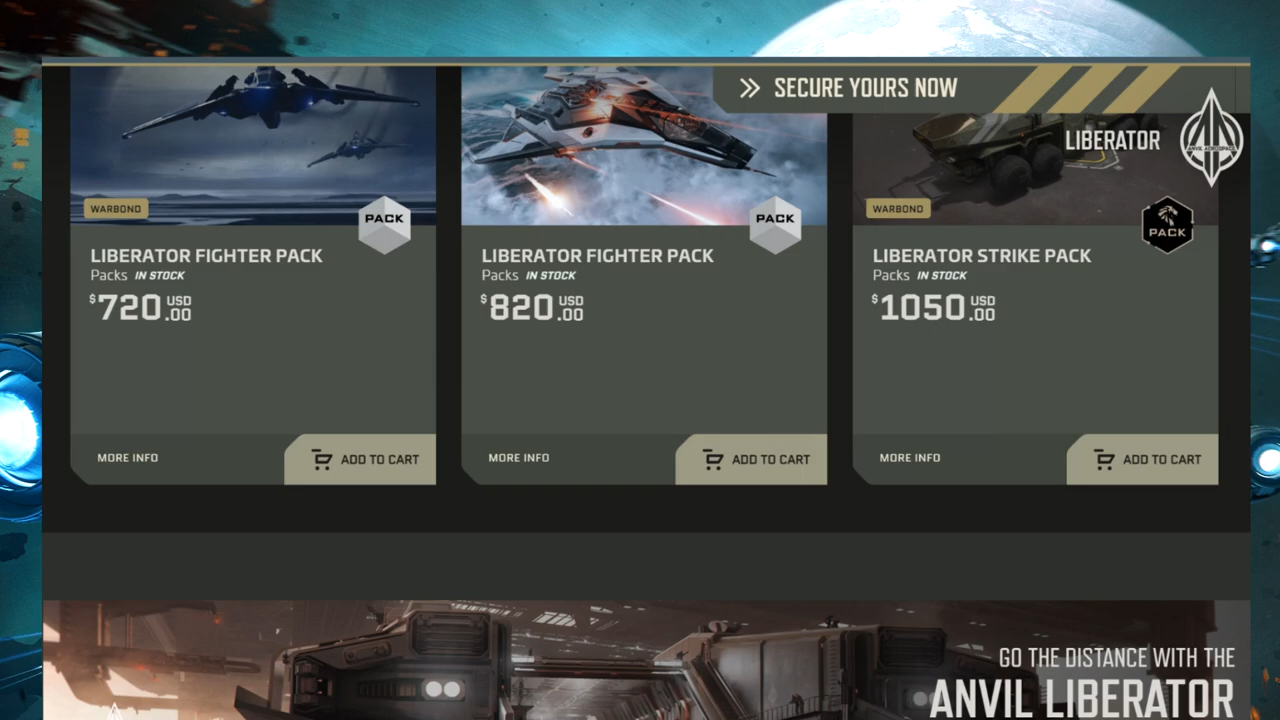 SECURE YOURS NOW
LIBERATOR
ANVIL AEROSPACE
WARBOND
PACK
LIBERATOR FIGHTER PACK
Packs IN STOCK
$720 USD .00
MORE INFO
ADD TO CART
PACK
LIBERATOR FIGHTER PACK
Packs IN STOCK
$820 USD .00
MORE INFO
ADD TO CART
WARBOND
PACK
LIBERATOR STRIKE PACK
Packs IN STOCK
$1050 USD .00
MORE INFO
ADD TO CART
GO THE DISTANCE WITH THE
ANVIL LIBERATOR